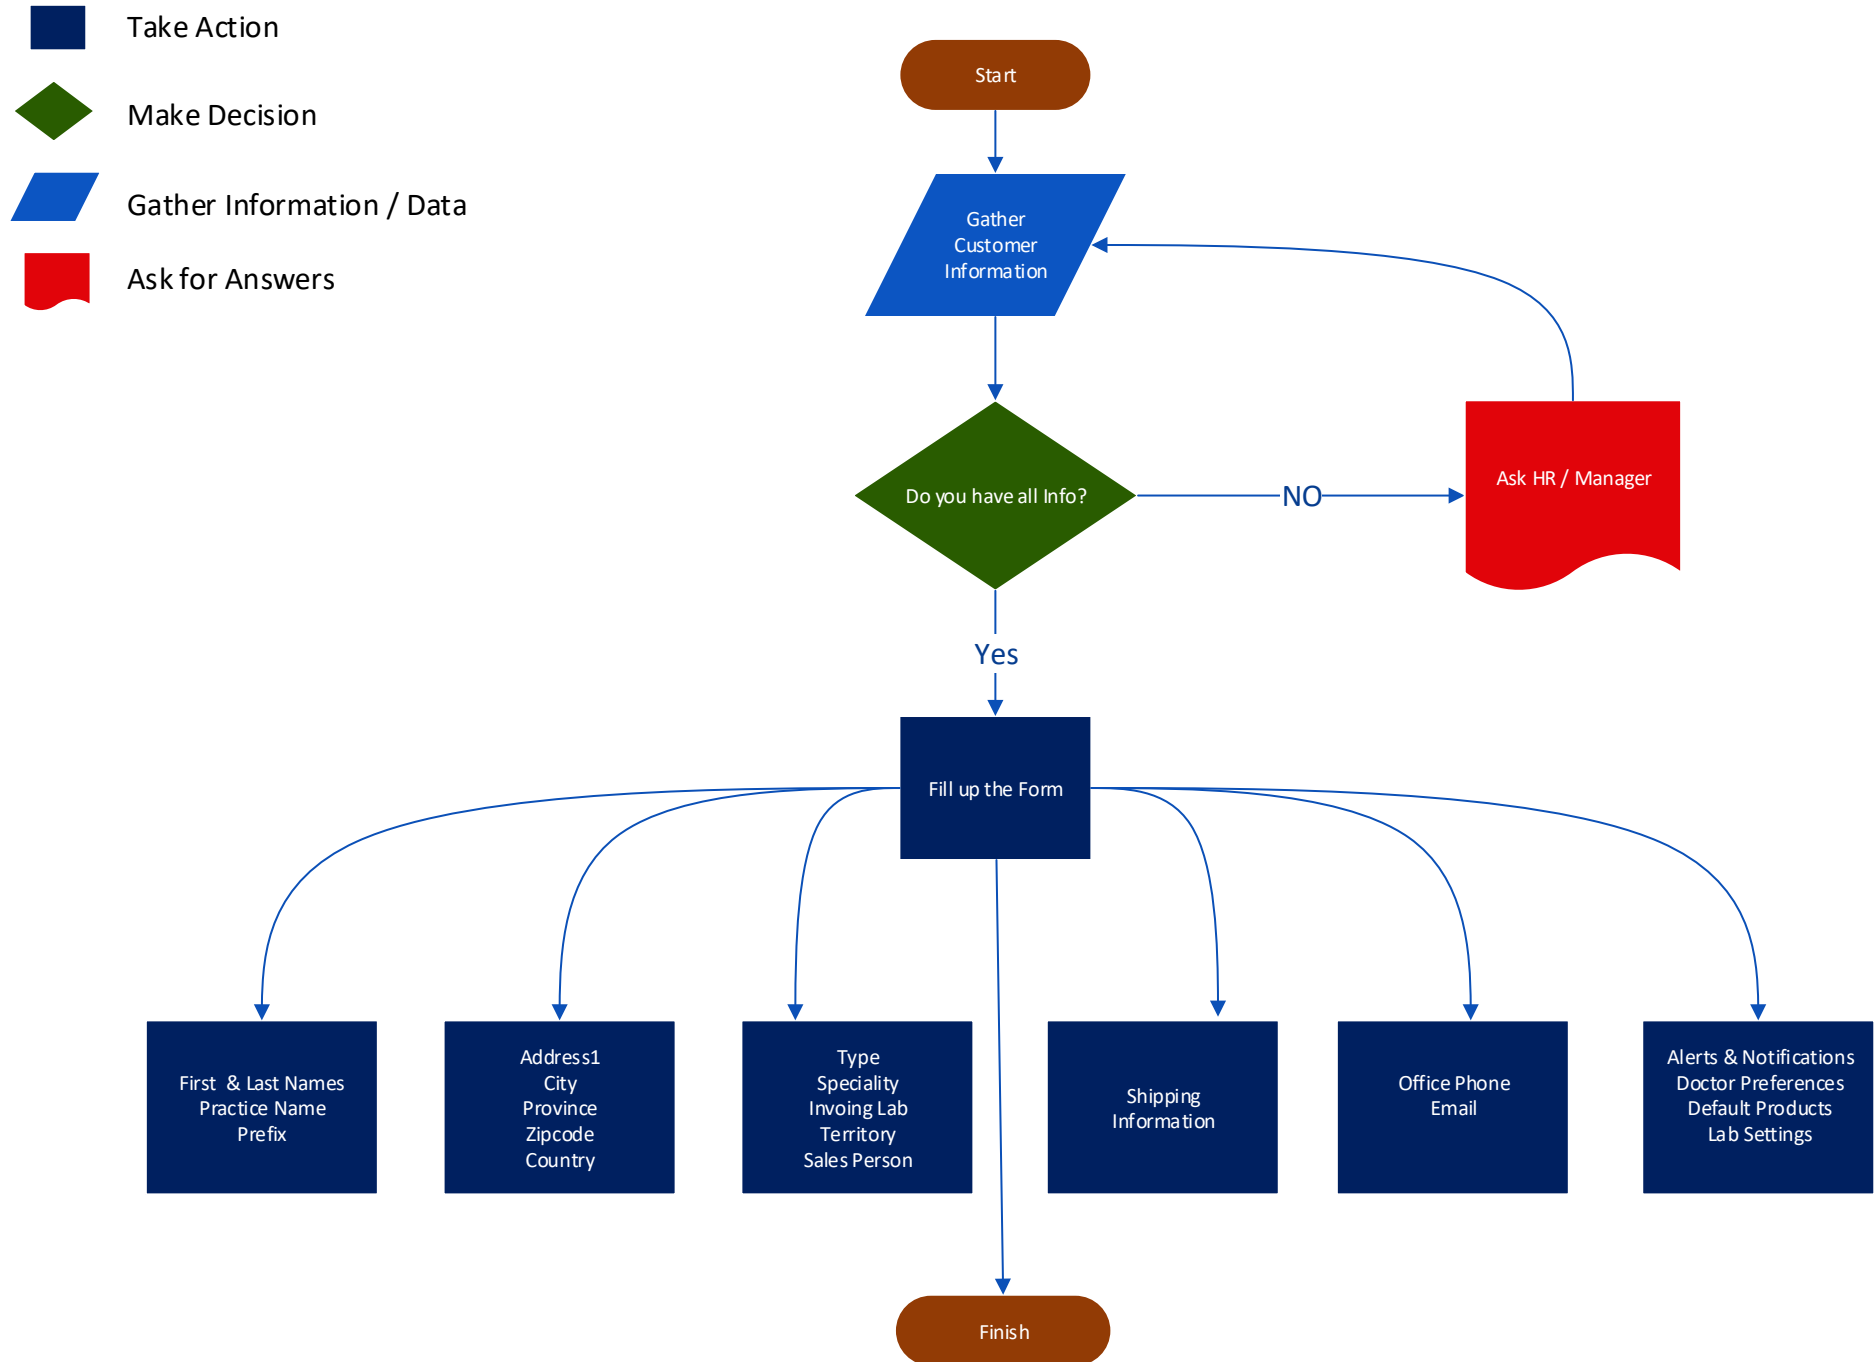 Take Action
Make Decision
Gather Information / Data
Ask for Answers
Start
Gather
Customer
Information
Do you have all Info?
NO
Ask HR / Manager
Yes
Fill up the Form
First & Last Names
Practice Name
Prefix
Address1
City
Province
Zipcode
Country
Type
Speciality
Invoing Lab
Territory
Sales Person
Shipping
Information
Office Phone
Email
Alerts & Notifications
Doctor Preferences
Default Products
Lab Settings
Finish